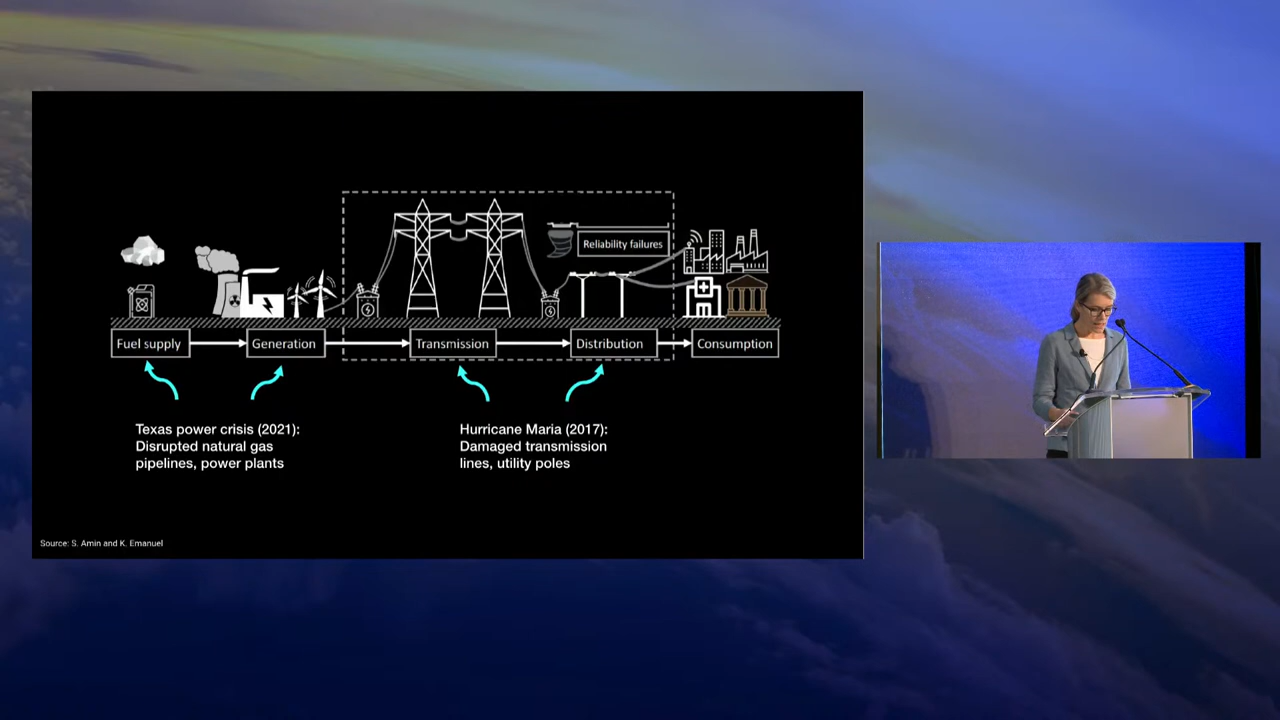 Reliability failures
Fuel supply
Generation
Transmission
Distribution
Consumption
Texas power crisis (2021):
Disrupted natural gas
pipelines, power plants
Hurricane Maria (2017):
Damaged transmission
lines, utility poles
Source: S. Amin and K. Emanuel